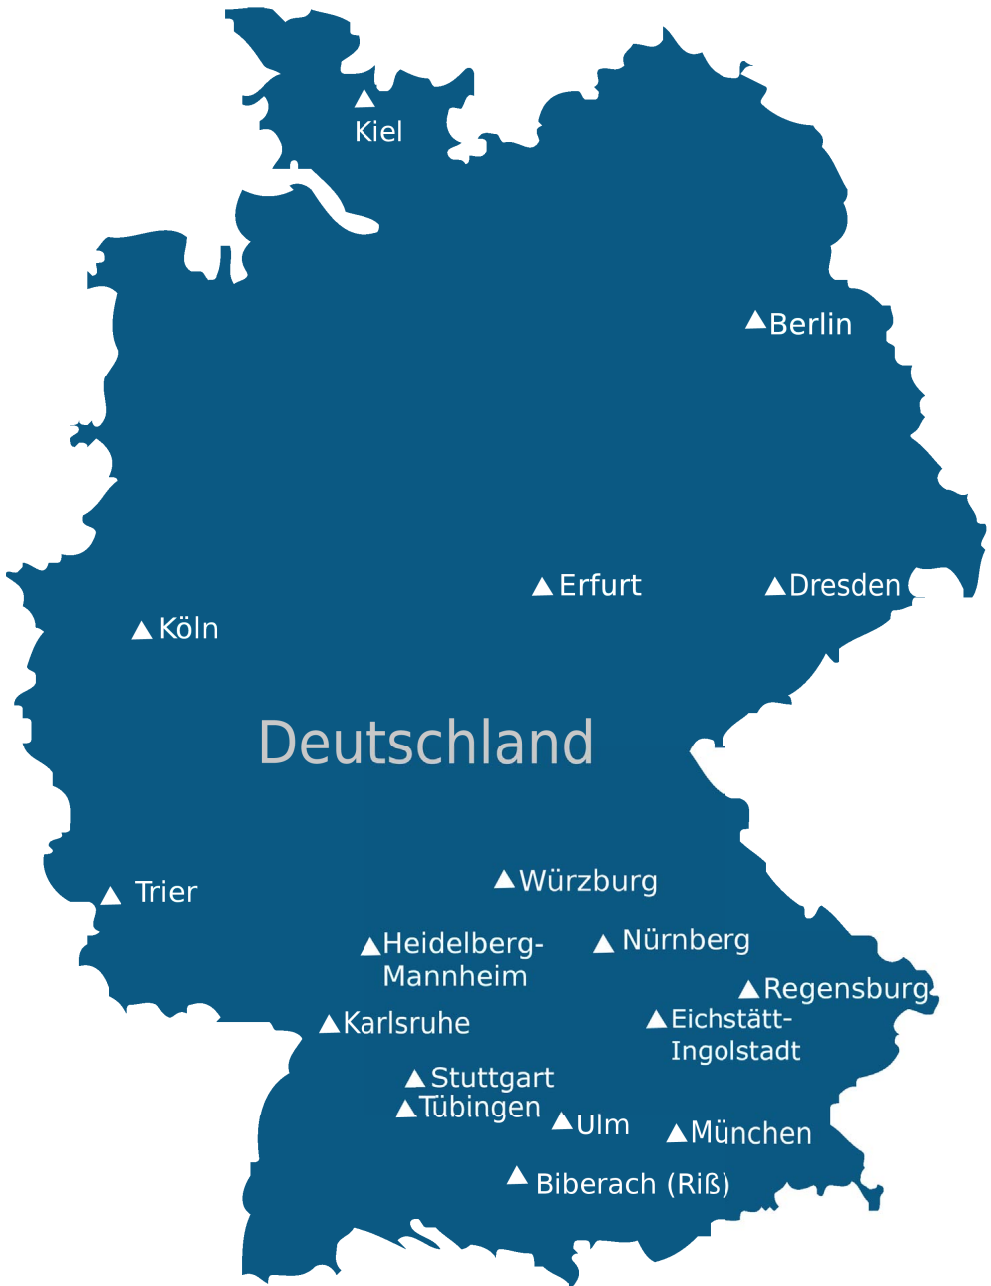 Kiel
Berlin
Erfurt
Dresden
Köln
Deutschland
Würzburg
Trier
Nürnberg
Heidelberg-
Mannheim
Regensburg
Eichstätt-
Ingolstadt
Karlsruhe
Stuttgart
Tübingen
Ulm
München
Biberach (Riß)